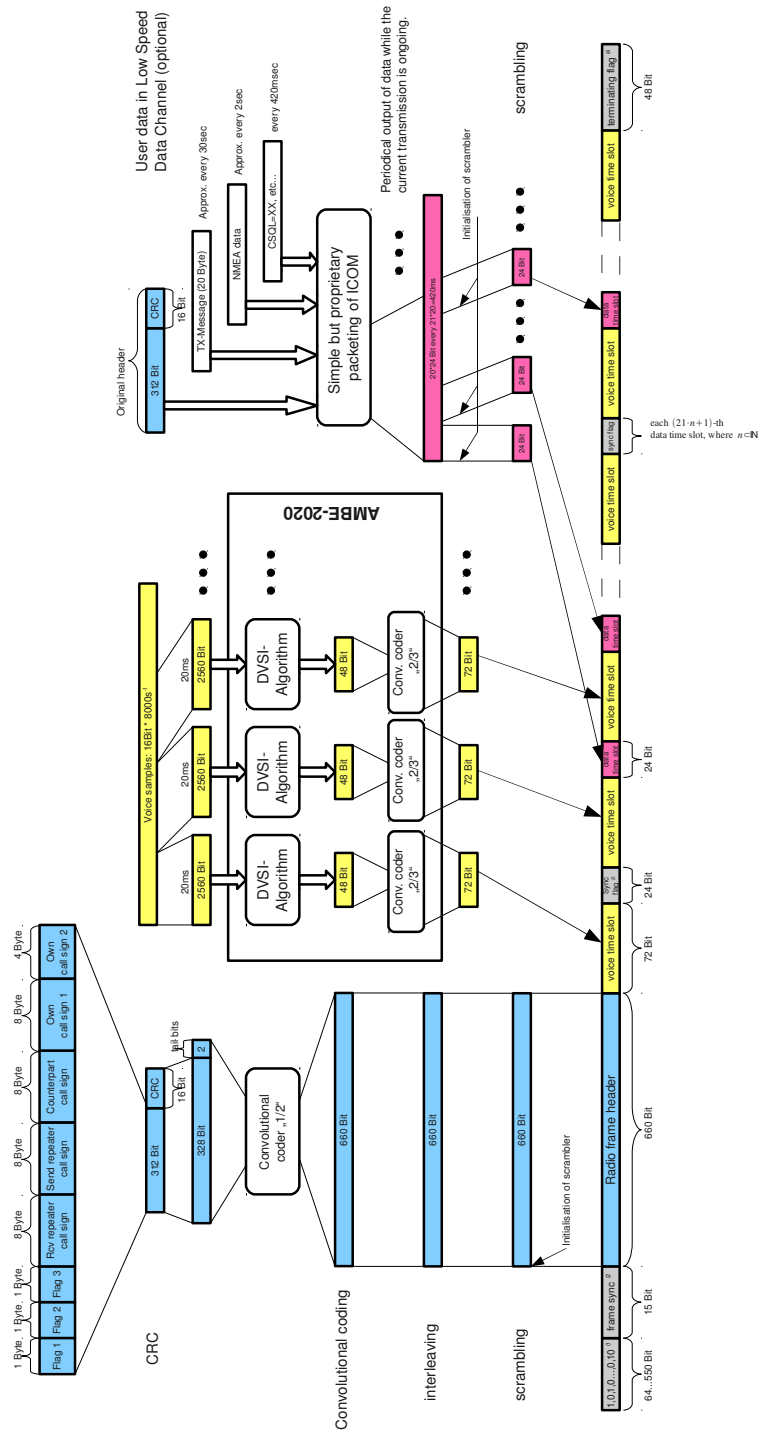 1 Byte
1 Byte
1 Byte
8 Byte
8 Byte
8 Byte
8 Byte
4 Byte
Flag 1
Flag 2
Flag 3
Rcv repeater
call sign
Send repeater
call sign
Counterpart
call sign
Own
call sign 1
Own
call sign 2
CRC
312 Bit
CRC
16 Bit
tail bits
328 Bit
2
Convolutional
coder „1/2“
Convolutional coding
660 Bit
interleaving
660 Bit
scrambling
660 Bit
Initialisation of scrambler
Voice samples: 16Bit * 8000s⁻¹
20ms
20ms
20ms
2560 Bit
2560 Bit
2560 Bit
DVSI-
Algorithm
DVSI-
Algorithm
DVSI-
Algorithm
AMBE-2020
48 Bit
48 Bit
48 Bit
Conv. coder
„2/3“
Conv. coder
„2/3“
Conv. coder
„2/3“
72 Bit
72 Bit
72 Bit
User data in Low Speed
Data Channel (optional)
Original header
312 Bit
CRC
16 Bit
Approx. every 30sec
TX-Message (20 Byte)
Approx. every 2sec
NMEA data
every 420msec
CSQL=XX, etc...
Simple but proprietary
packeting of ICOM
Periodical output of data while the
current transmission is ongoing.
20*24 Bit every 21*20=420ms
Initialisation of scrambler
24 Bit
24 Bit
24 Bit
scrambling
1,0,1,0....,0,10
frame sync
Radio frame header
voice time slot
Sync
flag
voice time slot
data
time slot
voice time slot
data
time slot
voice time slot
sync flag
voice time slot
data
time slot
voice time slot
terminating flag
64...550 Bit
15 Bit
660 Bit
72 Bit
24 Bit
24 Bit
each (21·n+1)-th
data time slot, where n⊂ℕ
48 Bit